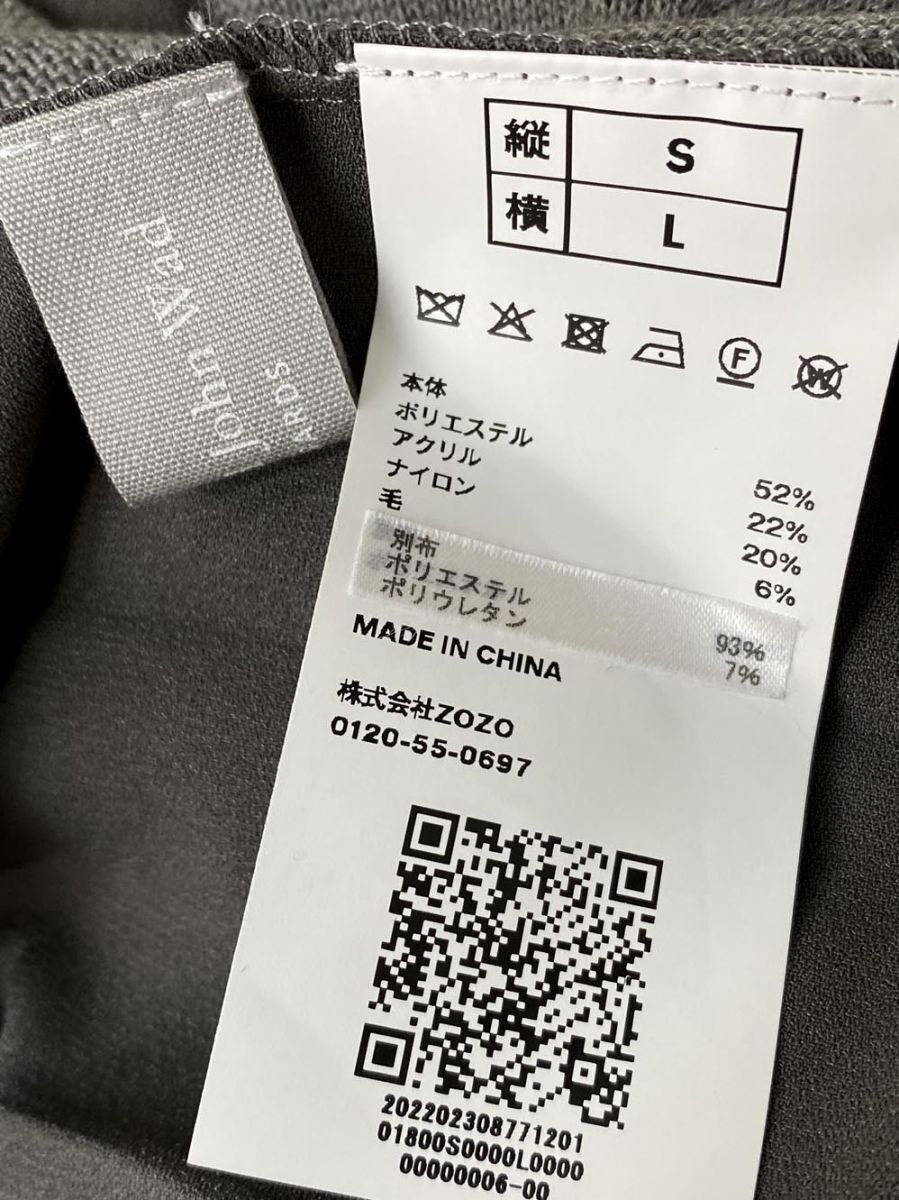 縦 S
横 L
F
W
本体
ポリエステル 52%
アクリル 22%
ナイロン 20%
毛 6%
別布
ポリエステル 93%
ポリウレタン 7%
MADE IN CHINA
株式会社ZOZO
0120-55-0697
202202308771201
01800S0000L0000
00000006-00